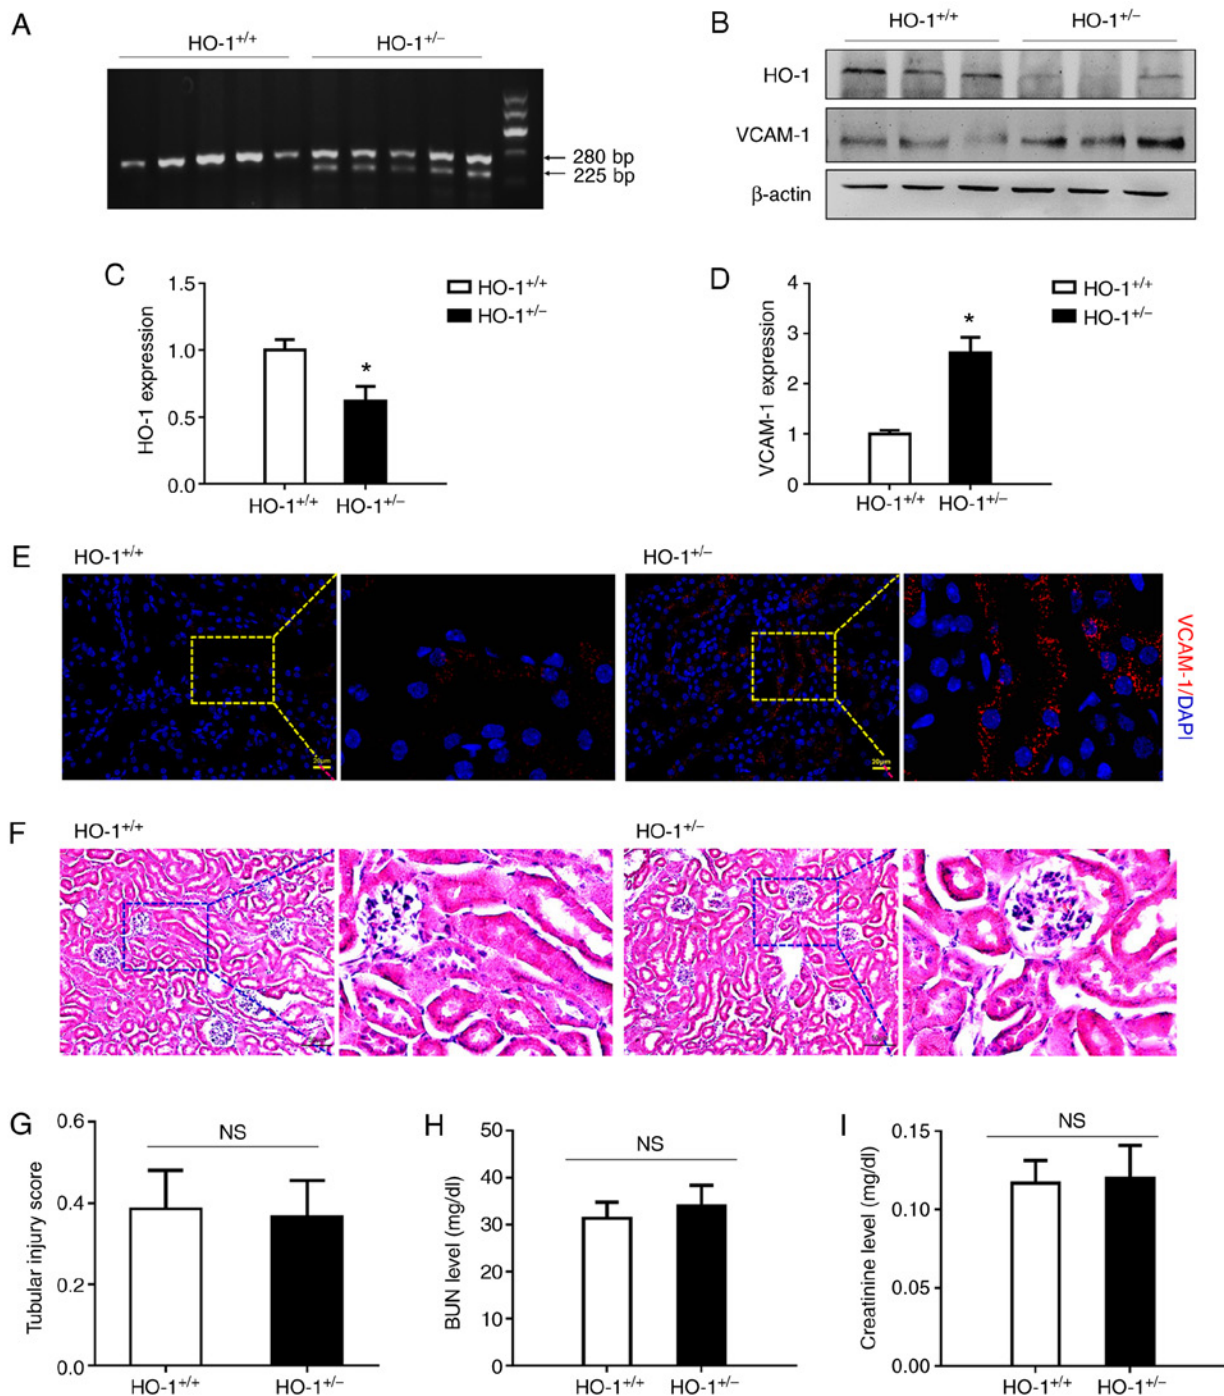 A
HO-1+/+ HO-1+/−
280 bp
225 bp
B
HO-1+/+ HO-1+/−
HO-1
VCAM-1
β-actin
C
HO-1 expression
1.5
1.0
0.5
0.0
HO-1+/+
HO-1+/−
HO-1+/+ HO-1+/−
*
D
VCAM-1 expression
4
3
2
1
0
HO-1+/+
HO-1+/−
HO-1+/+ HO-1+/−
*
E
HO-1+/+ HO-1+/−
20μm 20μm
VCAM-1/DAPI
F
HO-1+/+ HO-1+/−
G
Tubular injury score
0.6
0.4
0.2
0.0
NS
HO-1+/+ HO-1+/−
H
BUN level (mg/dl)
50
40
30
20
10
0
NS
HO-1+/+ HO-1+/−
I
Creatinine level (mg/dl)
0.15
0.10
0.05
0.00
NS
HO-1+/+ HO-1+/−